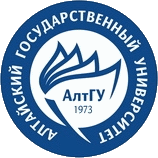 АЛТАЙСКИЙ ГОСУДАРСТВЕННЫЙ УНИВЕРСИТЕТ
АлтГУ
1973